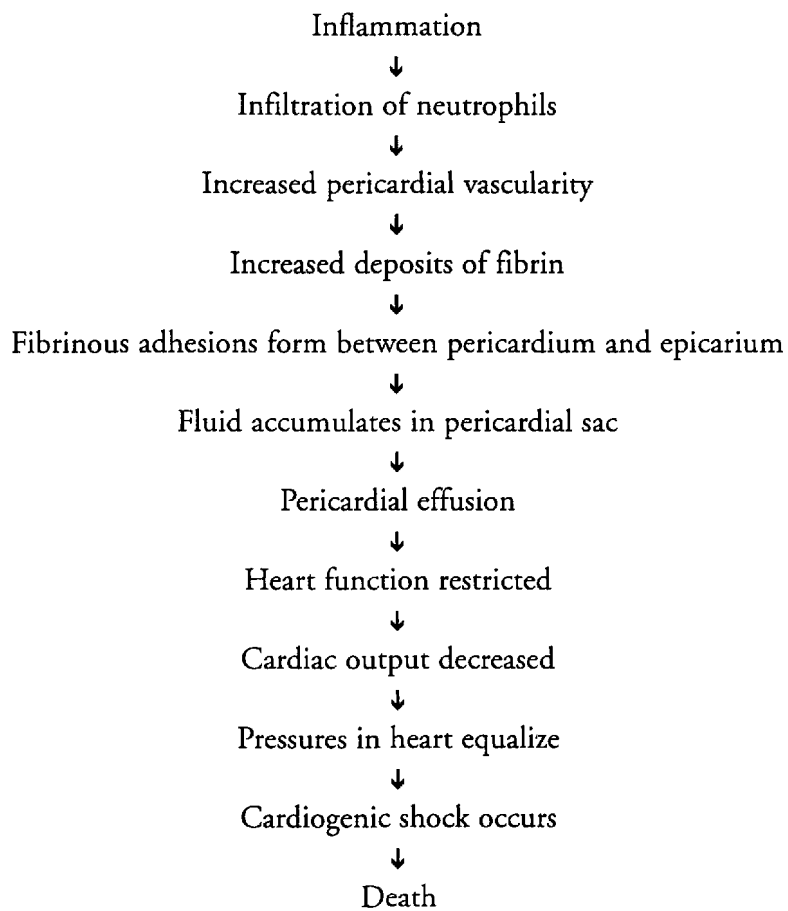 Inflammation
↓
Infiltration of neutrophils
↓
Increased pericardial vascularity
↓
Increased deposits of fibrin
↓
Fibrinous adhesions form between pericardium and epicarium
↓
Fluid accumulates in pericardial sac
↓
Pericardial effusion
↓
Heart function restricted
↓
Cardiac output decreased
↓
Pressures in heart equalize
↓
Cardiogenic shock occurs
↓
Death